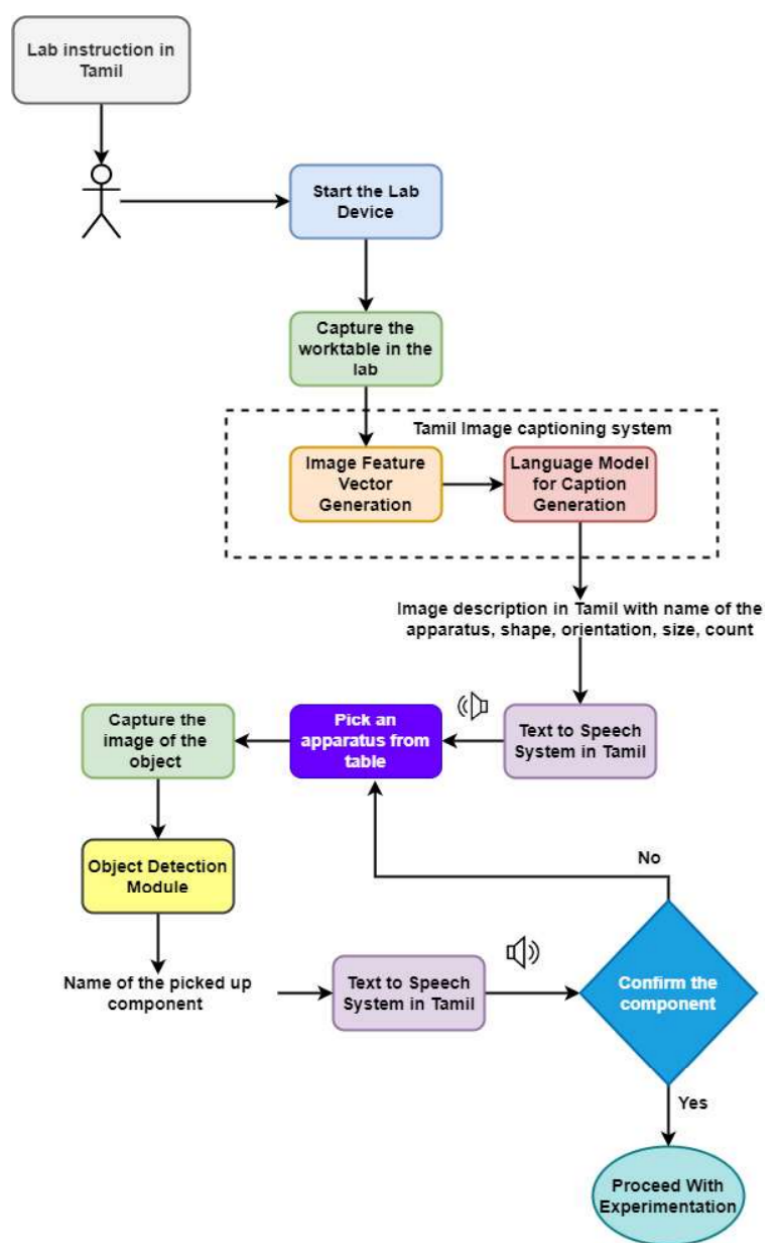 Lab instruction in
Tamil
Start the Lab
Device
Capture the
worktable in the
lab
Tamil Image captioning system
Image Feature
Vector
Generation
Language Model
for Caption
Generation
Image description in Tamil with name of the
apparatus, shape, orientation, size, count
Text to Speech
System in Tamil
Pick an
apparatus from
table
Capture the
image of the
object
Object Detection
Module
Name of the picked up
component
Text to Speech
System in Tamil
Confirm the
component
No
Yes
Proceed With
Experimentation